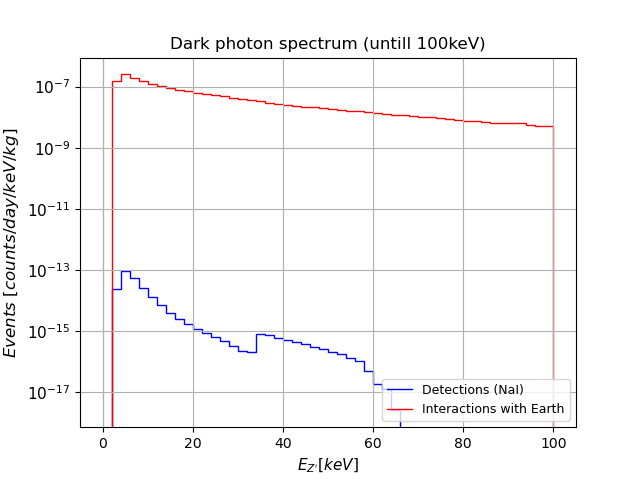 Dark photon spectrum (untill 100keV)
Events [counts/day/keV/kg]
10⁻⁷
10⁻⁹
10⁻¹¹
10⁻¹³
10⁻¹⁵
10⁻¹⁷
Detections (NaI)
Interactions with Earth
0 20 40 60 80 100
E_{Z'}[keV]